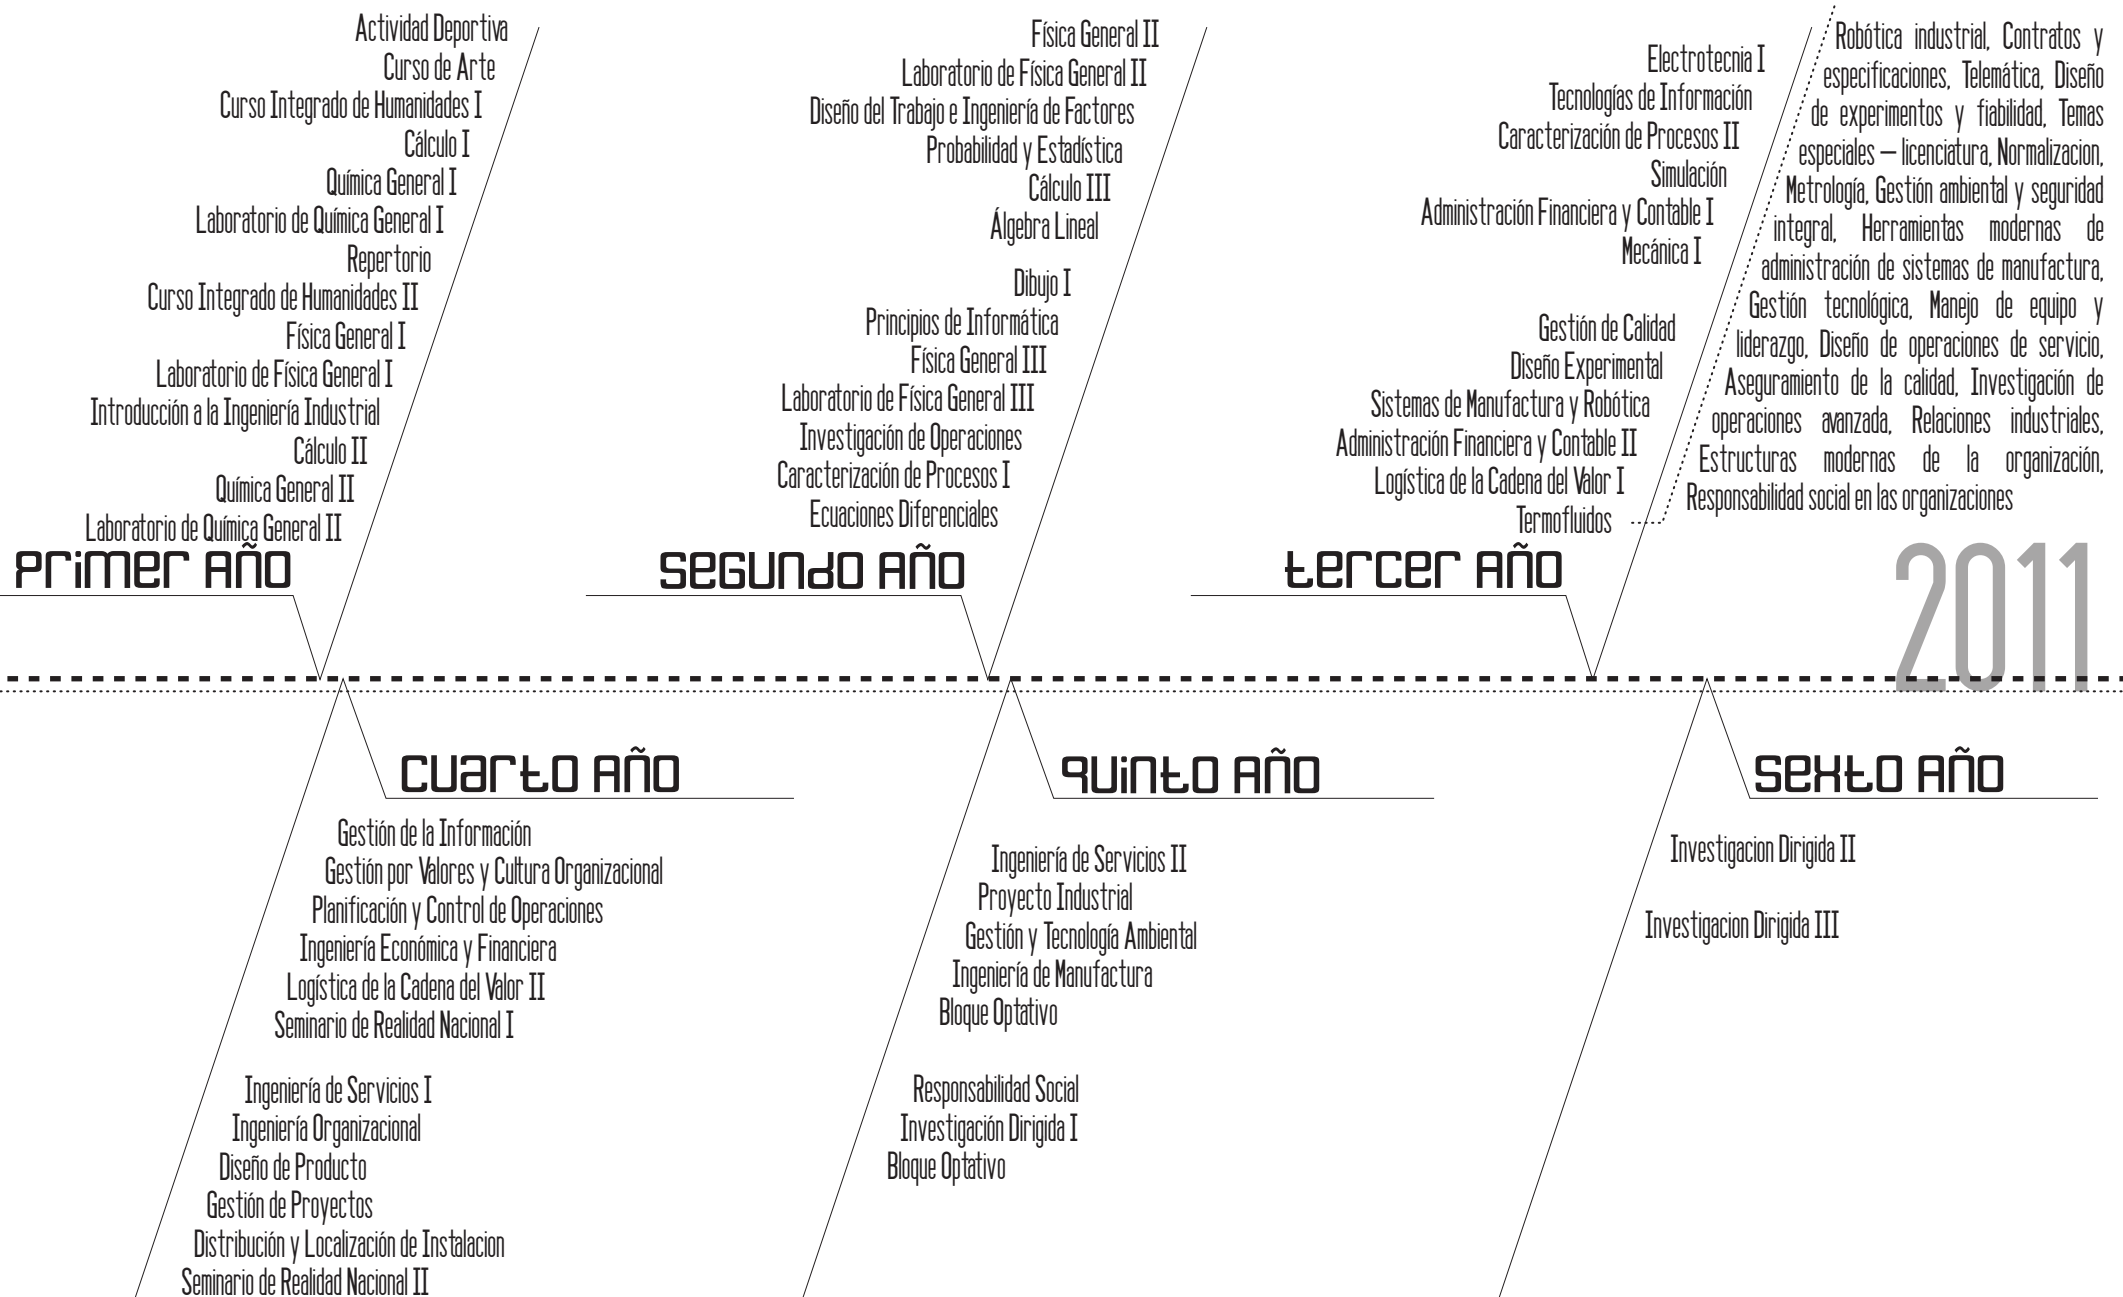 Actividad Deportiva
Curso de Arte
Curso Integrado de Humanidades I
Cálculo I
Química General I
Laboratorio de Química General I
Repertorio
Curso Integrado de Humanidades II
Física General I
Laboratorio de Física General I
Introducción a la Ingeniería Industrial
Cálculo II
Química General II
Laboratorio de Química General II
Primer Año
Física General II
Laboratorio de Física General II
Diseño del Trabajo e Ingeniería de Factores
Probabilidad y Estadística
Cálculo III
Álgebra Lineal
Dibujo I
Principios de Informática
Física General III
Laboratorio de Física General III
Investigación de Operaciones
Caracterización de Procesos I
Ecuaciones Diferenciales
Segundo Año
Electrotecnia I
Tecnologías de Información
Caracterización de Procesos II
Simulación
Administración Financiera y Contable I
Mecánica I
Gestión de Calidad
Diseño Experimental
Sistemas de Manufactura y Robótica
Administración Financiera y Contable II
Logística de la Cadena del Valor I
Termofluidos
Tercer Año
Robótica industrial, Contratos y
especificaciones, Telemática, Diseño
de experimentos y fiabilidad, Temas
especiales – licenciatura, Normalizacion,
Metrología, Gestión ambiental y seguridad
integral, Herramientas modernas de
administración de sistemas de manufactura,
Gestión tecnológica, Manejo de equipo y
liderazgo, Diseño de operaciones de servicio,
Aseguramiento de la calidad, Investigación de
operaciones avanzada, Relaciones industriales,
Estructuras modernas de la organización,
Responsabilidad social en las organizaciones
2011
Cuarto Año
Gestión de la Información
Gestión por Valores y Cultura Organizacional
Planificación y Control de Operaciones
Ingeniería Económica y Financiera
Logística de la Cadena del Valor II
Seminario de Realidad Nacional I
Ingeniería de Servicios I
Ingeniería Organizacional
Diseño de Producto
Gestión de Proyectos
Distribución y Localización de Instalacion
Seminario de Realidad Nacional II
Quinto Año
Ingeniería de Servicios II
Proyecto Industrial
Gestión y Tecnología Ambiental
Ingeniería de Manufactura
Bloque Optativo
Responsabilidad Social
Investigación Dirigida I
Bloque Optativo
Sexto Año
Investigacion Dirigida II
Investigacion Dirigida III